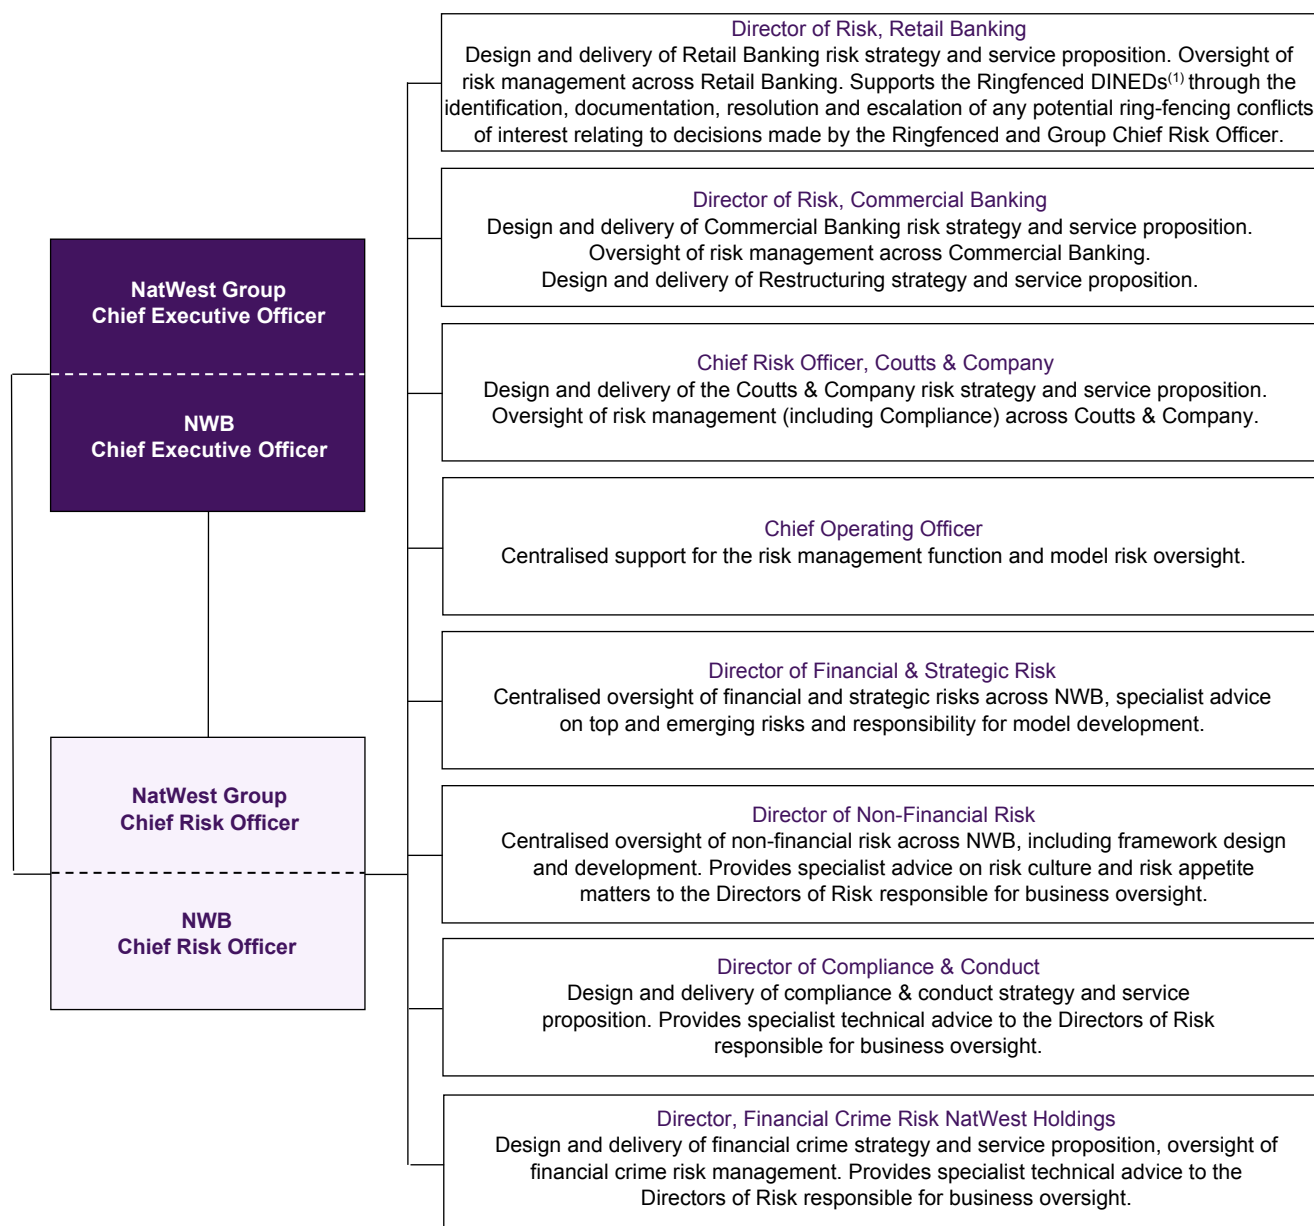 Director of Risk, Retail Banking
Design and delivery of Retail Banking risk strategy and service proposition. Oversight of
risk management across Retail Banking. Supports the Ringfenced DINEDs(1) through the
identification, documentation, resolution and escalation of any potential ring-fencing conflicts
of interest relating to decisions made by the Ringfenced and Group Chief Risk Officer.
Director of Risk, Commercial Banking
Design and delivery of Commercial Banking risk strategy and service proposition.
Oversight of risk management across Commercial Banking.
Design and delivery of Restructuring strategy and service proposition.
NatWest Group
Chief Executive Officer
NWB
Chief Executive Officer
Chief Risk Officer, Coutts & Company
Design and delivery of the Coutts & Company risk strategy and service proposition.
Oversight of risk management (including Compliance) across Coutts & Company.
Chief Operating Officer
Centralised support for the risk management function and model risk oversight.
Director of Financial & Strategic Risk
Centralised oversight of financial and strategic risks across NWB, specialist advice
on top and emerging risks and responsibility for model development.
NatWest Group
Chief Risk Officer
NWB
Chief Risk Officer
Director of Non-Financial Risk
Centralised oversight of non-financial risk across NWB, including framework design
and development. Provides specialist advice on risk culture and risk appetite
matters to the Directors of Risk responsible for business oversight.
Director of Compliance & Conduct
Design and delivery of compliance & conduct strategy and service
proposition. Provides specialist technical advice to the Directors of Risk
responsible for business oversight.
Director, Financial Crime Risk NatWest Holdings
Design and delivery of financial crime strategy and service proposition, oversight of
financial crime risk management. Provides specialist technical advice to the
Directors of Risk responsible for business oversight.